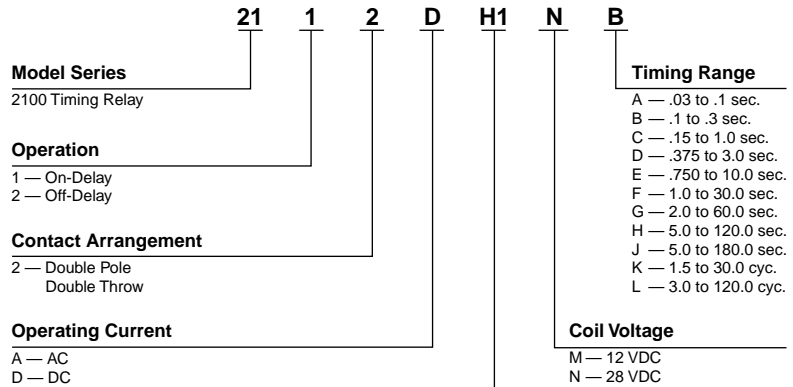 21 1 2 D H1 N B
Model Series
2100 Timing Relay
Operation
1 — On-Delay
2 — Off-Delay
Contact Arrangement
2 — Double Pole
Double Throw
Operating Current
A — AC
D — DC
Timing Range
A — .03 to .1 sec.
B — .1 to .3 sec.
C — .15 to 1.0 sec.
D — .375 to 3.0 sec.
E — .750 to 10.0 sec.
F — 1.0 to 30.0 sec.
G — 2.0 to 60.0 sec.
H — 5.0 to 120.0 sec.
J — 5.0 to 180.0 sec.
K — 1.5 to 30.0 cyc.
L — 3.0 to 120.0 cyc.
Coil Voltage
M — 12 VDC
N — 28 VDC